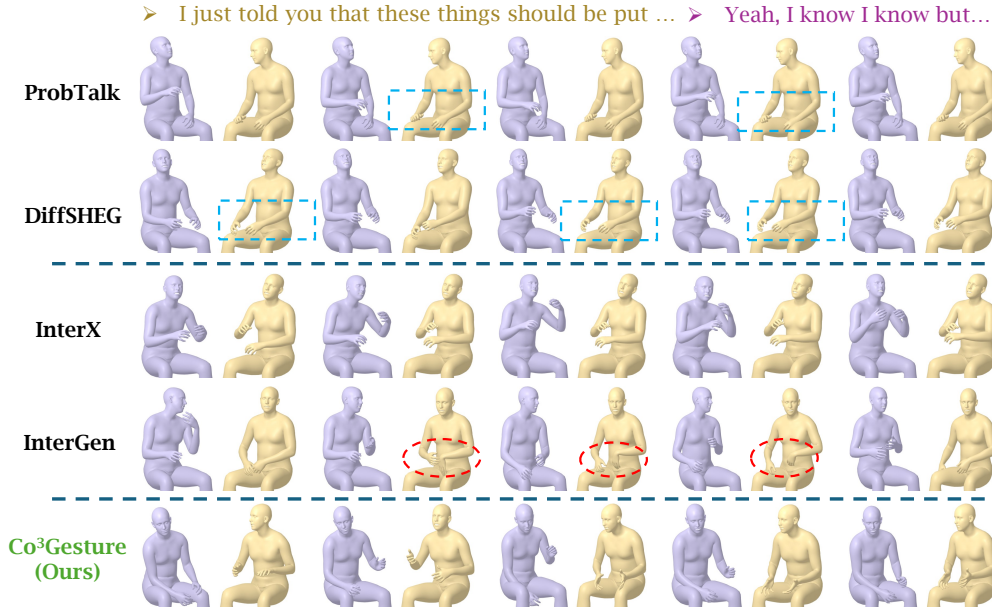 ➢ I just told you that these things should be put … ➢ Yeah, I know I know but…
ProbTalk
DiffSHEG
InterX
InterGen
Co³Gesture
(Ours)